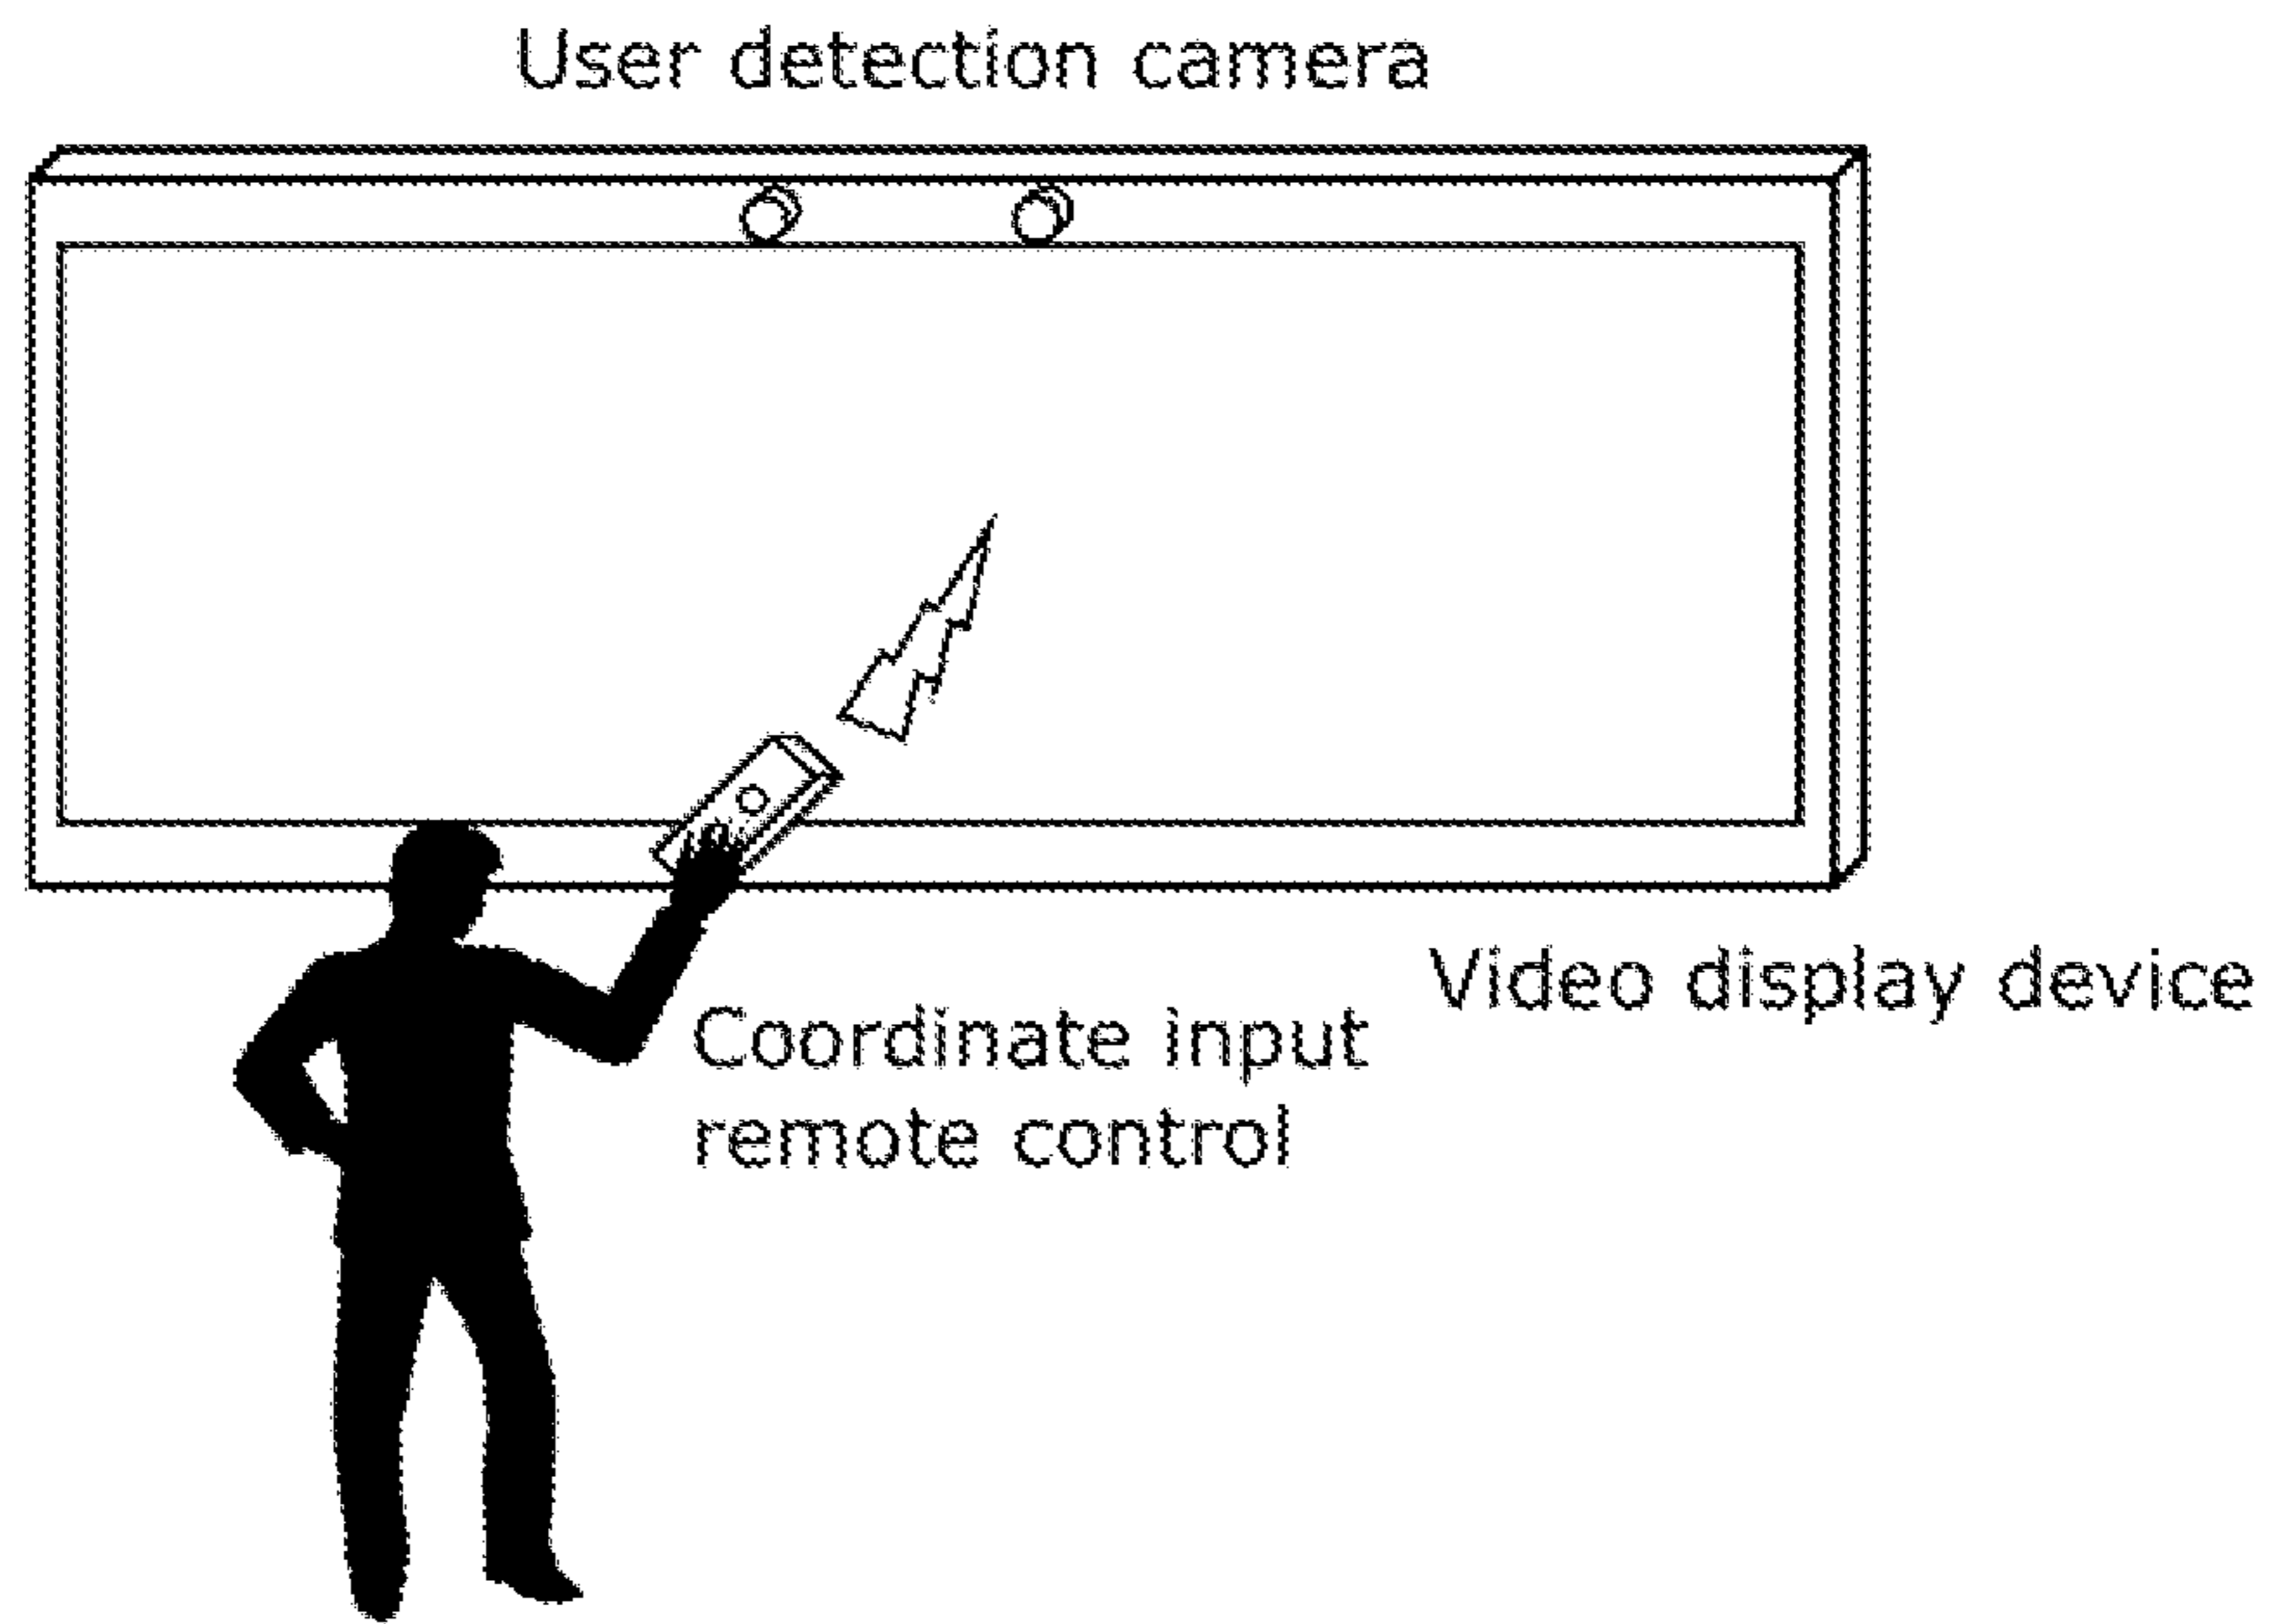 User detection camera
Video display device
Coordinate input
remote control